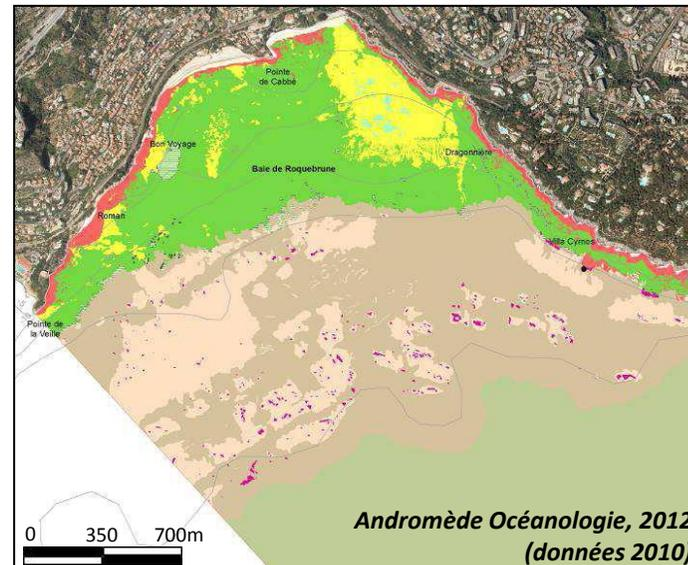 Pointe
de Cabbé
Bon Voyage
Dragonnière
Baie de Roquebrune
Roman
Villa Cyrnos
Pointe de
la Veille
0 350 700m
Andromède Océanologie, 2012
(données 2010)